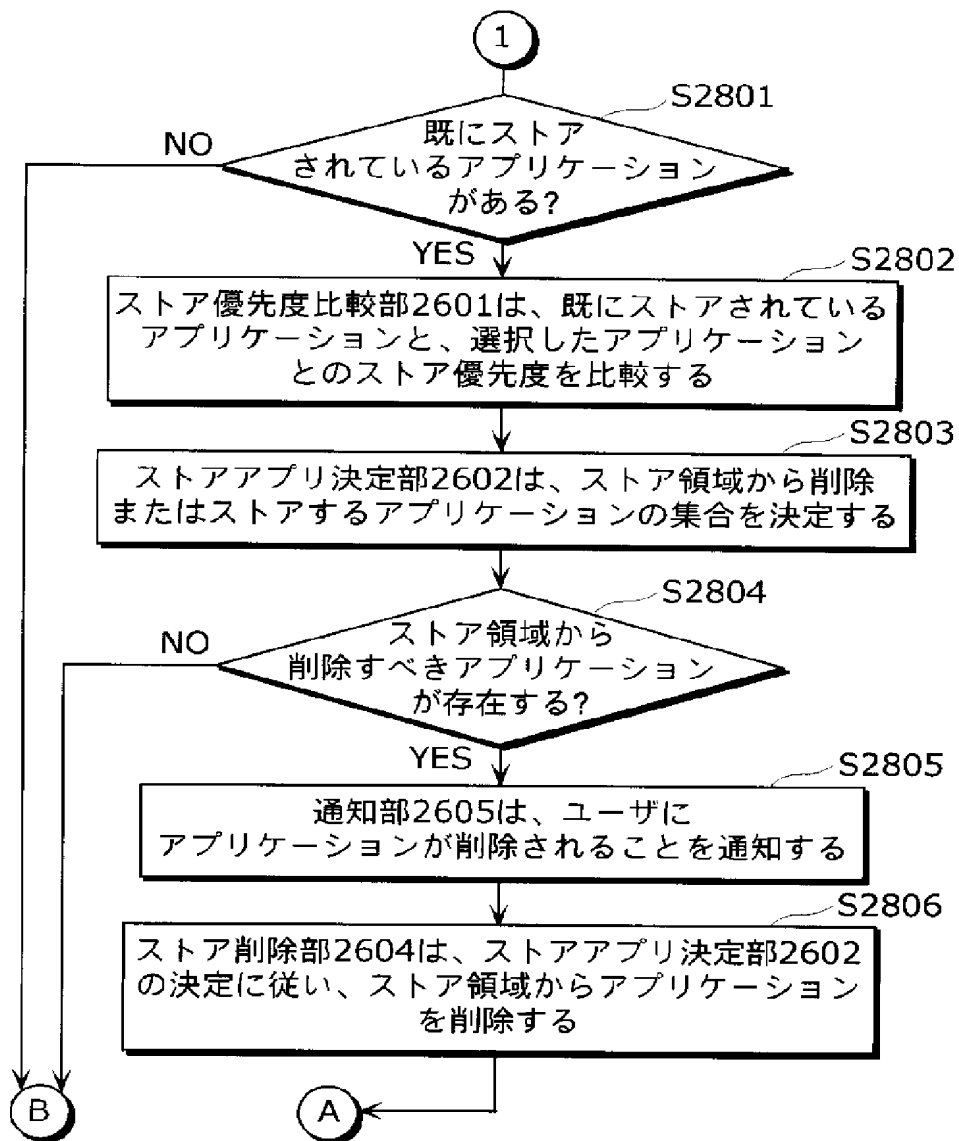 1
S2801
NO
既にストア
されているアプリケーション
がある?
YES
S2802
ストア優先度比較部2601は、既にストアされている
アプリケーションと、選択したアプリケーション
とのストア優先度を比較する
S2803
ストアアプリ決定部2602は、ストア領域から削除
またはストアするアプリケーションの集合を決定する
S2804
NO
ストア領域から
削除すべきアプリケーション
が存在する?
YES
S2805
通知部2605は、ユーザに
アプリケーションが削除されることを通知する
S2806
ストア削除部2604は、ストアアプリ決定部2602
の決定に従い、ストア領域からアプリケーション
を削除する
B
A